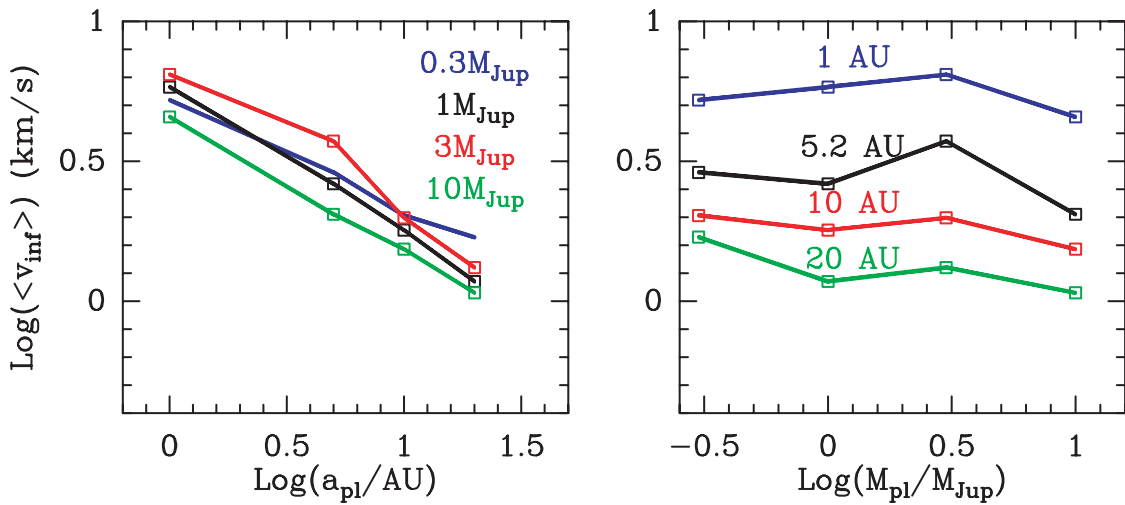 Log(<v_inf>) (km/s)
1
0.5
0
0.3M_Jup
1M_Jup
3M_Jup
10M_Jup
0 0.5 1 1.5
Log(a_pl/AU)
1
0.5
0
1 AU
5.2 AU
10 AU
20 AU
−0.5 0 0.5 1
Log(M_pl/M_Jup)